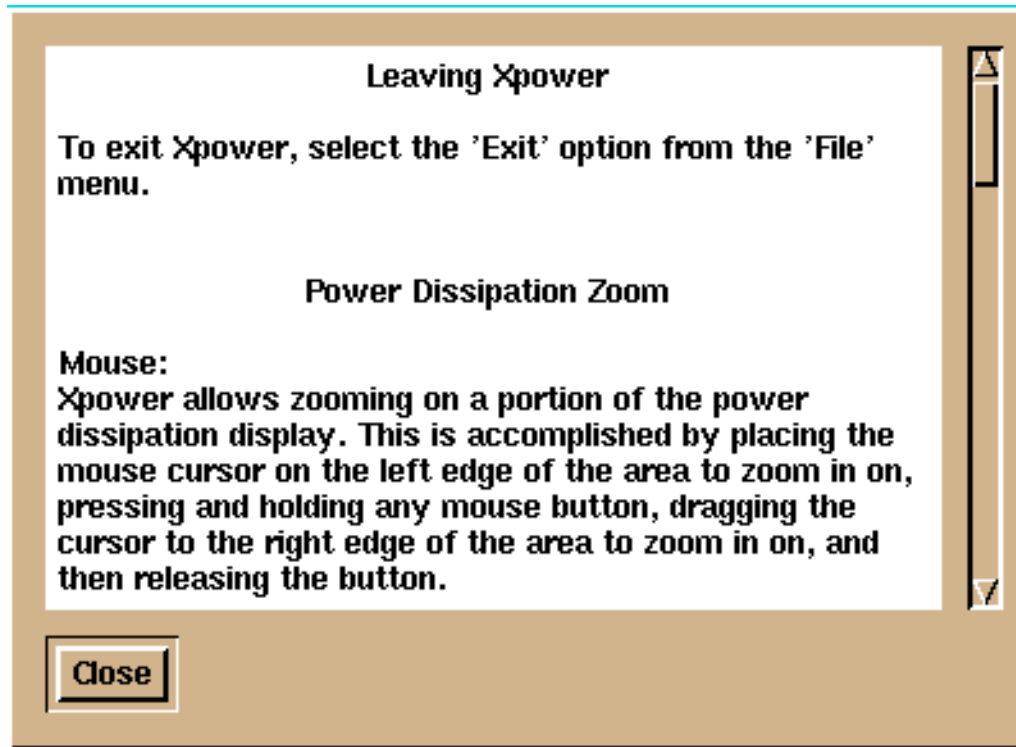 Leaving Xpower
To exit Xpower, select the 'Exit' option from the 'File'
menu.
Power Dissipation Zoom
Mouse:
Xpower allows zooming on a portion of the power
dissipation display. This is accomplished by placing the
mouse cursor on the left edge of the area to zoom in on,
pressing and holding any mouse button, dragging the
cursor to the right edge of the area to zoom in on, and
then releasing the button.
Close